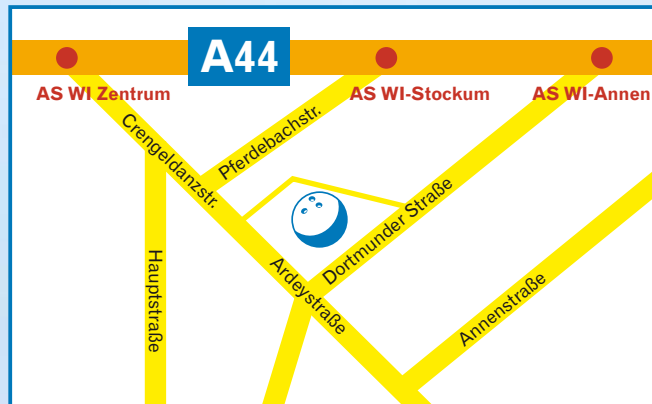 A44
AS WI Zentrum
AS WI-Stockum
AS WI-Annen
Crengeldanzstr.
Pferdebachstr.
Dortmunder Straße
Hauptstraße
Ardeystraße
Annenstraße